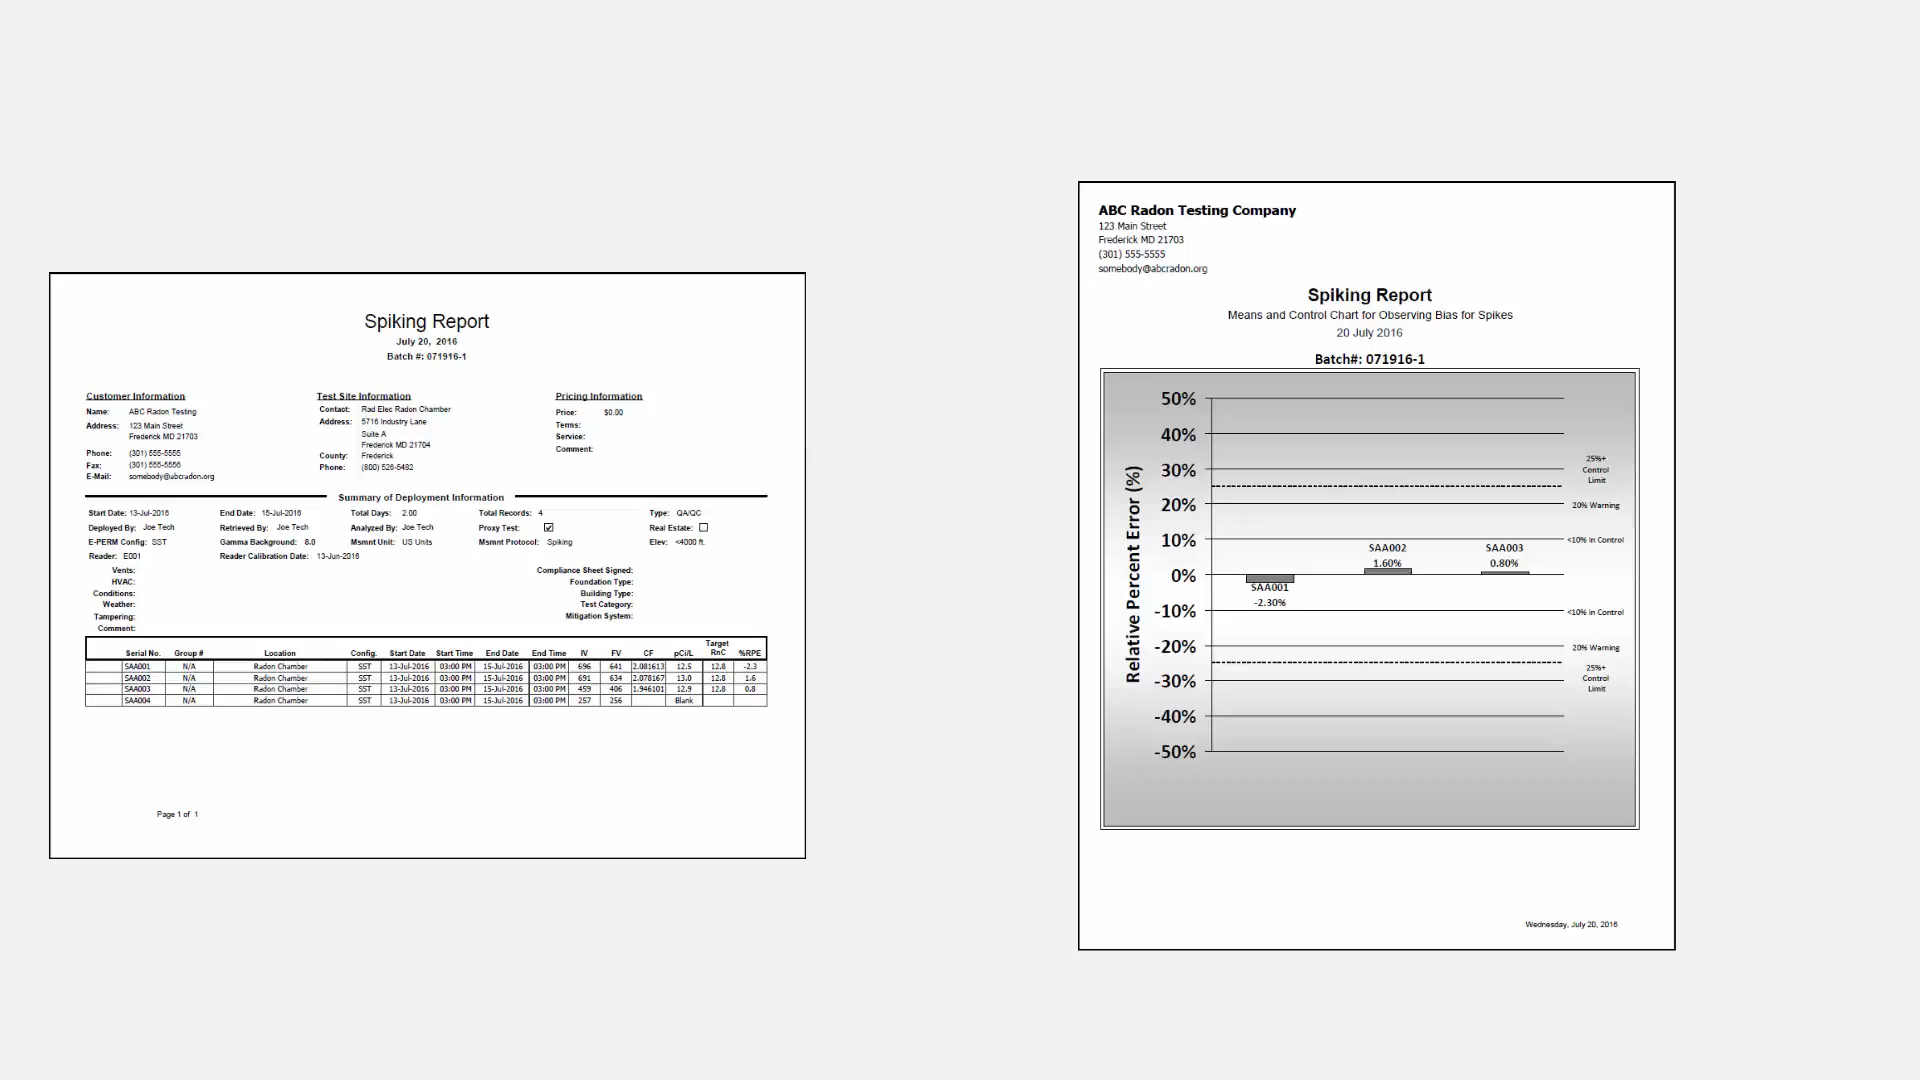 Spiking Report
July 20, 2016
Batch #: 071916-1
Customer Information
Name: ABC Radon Testing
Address: 123 Main Street
Frederick MD 21703
Phone: (301) 555-5555
Fax: (301) 555-5556
E-Mail: somebody@abcradon.org
Test Site Information
Contact: Rad Elec Radon Chamber
Address: 5716 Industry Lane
Suite A
Frederick MD 21704
County: Frederick
Phone: (800) 526-5482
Pricing Information
Price: $0.00
Terms:
Service:
Comment:
Summary of Deployment Information
Start Date: 13-Jul-2016 End Date: 15-Jul-2016 Total Days: 2.00 Total Records: 4 Type: QA/QC
Deployed By: Joe Tech Retrieved By: Joe Tech Analyzed By: Joe Tech Proxy Test: Real Estate:
E-PERM Config: SST Gamma Background: 8.0 Msmnt Unit: US Units Msmnt Protocol: Spiking Elev: <4000 ft.
Reader: E001 Reader Calibration Date: 13-Jun-2016
Vents:
HVAC:
Conditions:
Weather:
Tampering:
Comment:
Compliance Sheet Signed:
Foundation Type:
Building Type:
Test Category:
Mitigation System:
Serial No. Group # Location Config. Start Date Start Time End Date End Time IV FV CF pCi/L Target RnC %RPE
SAA001 N/A Radon Chamber SST 13-Jul-2016 03:00 PM 15-Jul-2016 03:00 PM 696 641 2.081613 12.5 12.8 -2.3
SAA002 N/A Radon Chamber SST 13-Jul-2016 03:00 PM 15-Jul-2016 03:00 PM 691 634 2.078167 13.0 12.8 1.6
SAA003 N/A Radon Chamber SST 13-Jul-2016 03:00 PM 15-Jul-2016 03:00 PM 459 406 1.946101 12.9 12.8 0.8
SAA004 N/A Radon Chamber SST 13-Jul-2016 03:00 PM 15-Jul-2016 03:00 PM 257 256 Blank
Page 1 of 1
ABC Radon Testing Company
123 Main Street
Frederick MD 21703
(301) 555-5555
somebody@abcradon.org
Spiking Report
Means and Control Chart for Observing Bias for Spikes
20 July 2016
Batch#: 071916-1
Relative Percent Error (%)
50%
40%
30%
20%
10%
0%
-10%
-20%
-30%
-40%
-50%
SAA001
-2.30%
SAA002
1.60%
SAA003
0.80%
25%+
Control
Limit
20% Warning
<10% In Control
<10% In Control
20% Warning
25%+
Control
Limit
Wednesday, July 20, 2016